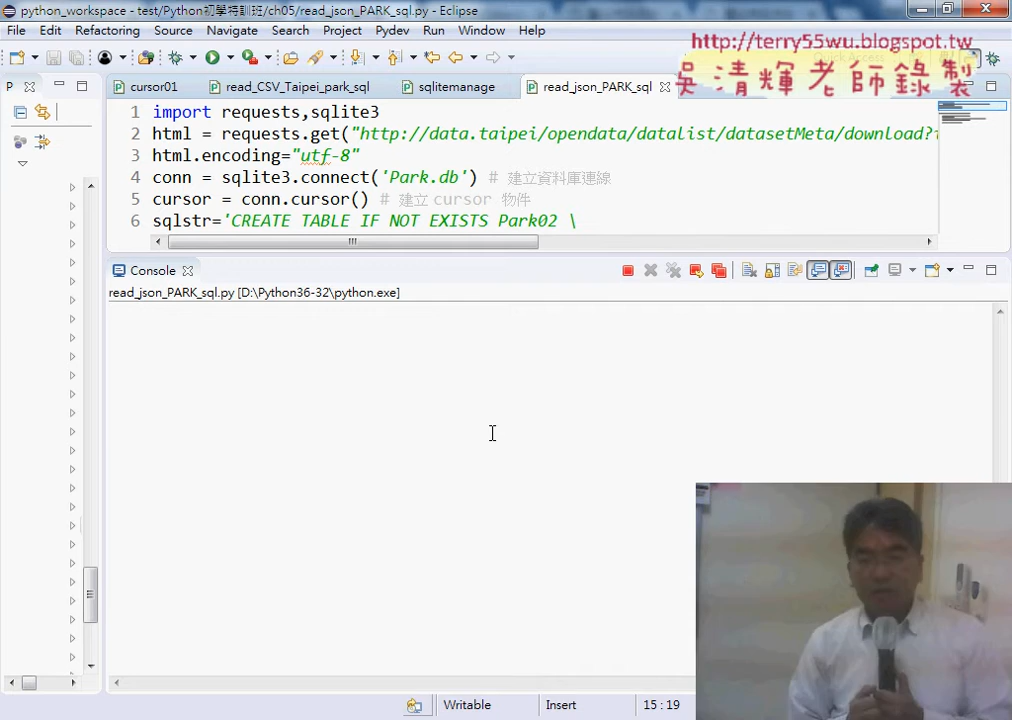 python_workspace - test/Python初學特訓班/ch05/read_json_PARK_sql.py - Eclipse
File Edit Refactoring Source Navigate Search Project Pydev Run Window Help
http://terry55wu.blogspot.tw
吳清輝老師錄製
P cursor01 read_CSV_Taipei_park_sql sqlitemanage read_json_PARK_sql
1 import requests,sqlite3
2 html = requests.get("http://data.taipei/opendata/datalist/datasetMeta/download?
3 html.encoding="utf-8"
4 conn = sqlite3.connect('Park.db') # 建立資料庫連線
5 cursor = conn.cursor() # 建立 cursor 物件
6 sqlstr='CREATE TABLE IF NOT EXISTS Park02 \
Console
read_json_PARK_sql.py [D:\Python36-32\python.exe]
Writable Insert 15 : 19